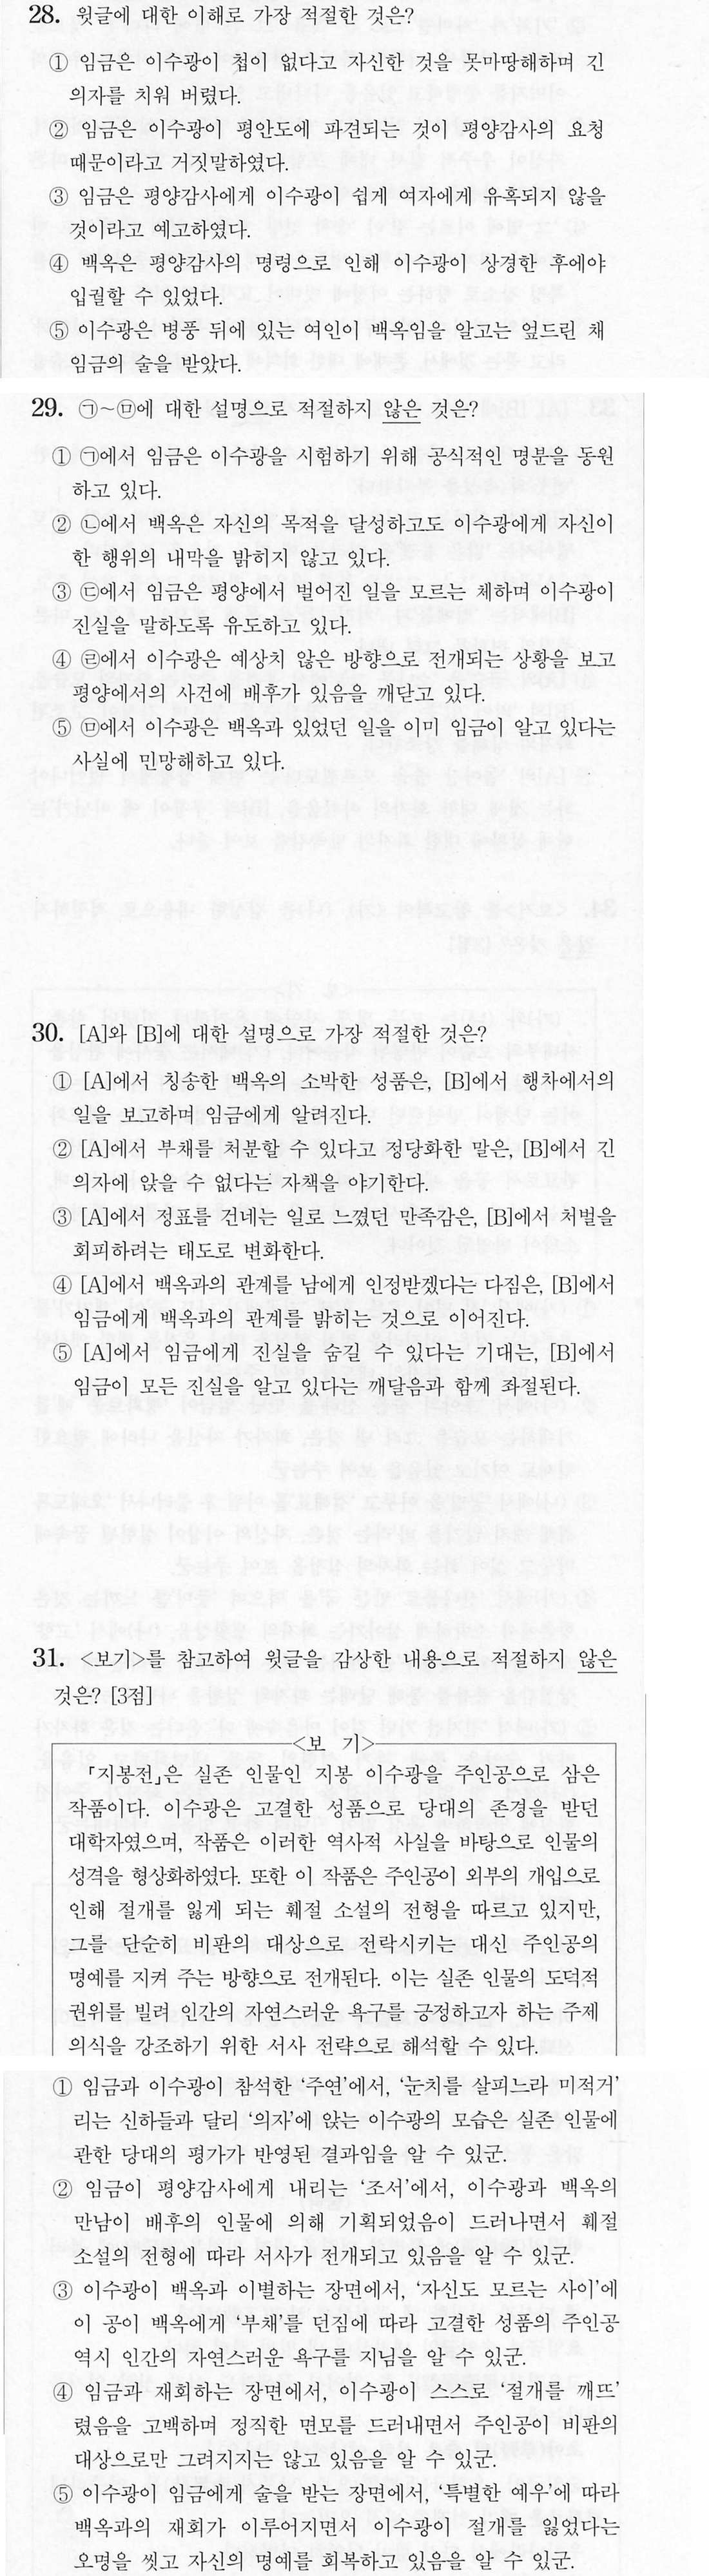 28. 윗글에 대한 이해로 가장 적절한 것은?
① 임금은 이수광이 첩이 없다고 자신한 것을 못마땅해하며 긴
의자를 치워 버렸다.
② 임금은 이수광이 평안도에 파견되는 것이 평양감사의 요청
때문이라고 거짓말하였다.
③ 임금은 평양감사에게 이수광이 쉽게 여자에게 유혹되지 않을
것이라고 예고하였다.
④ 백옥은 평양감사의 명령으로 인해 이수광이 상경한 후에야
입궐할 수 있었다.
⑤ 이수광은 병풍 뒤에 있는 여인이 백옥임을 알고는 엎드린 채
임금의 술을 받았다.
29. ㉠~㉤에 대한 설명으로 적절하지 않은 것은?
① ㉠에서 임금은 이수광을 시험하기 위해 공식적인 명분을 동원
하고 있다.
② ㉡에서 백옥은 자신의 목적을 달성하고도 이수광에게 자신이
한 행위의 내막을 밝히지 않고 있다.
③ ㉢에서 임금은 평양에서 벌어진 일을 모르는 체하며 이수광이
진실을 말하도록 유도하고 있다.
④ ㉣에서 이수광은 예상치 않은 방향으로 전개되는 상황을 보고
평양에서의 사건에 배후가 있음을 깨닫고 있다.
⑤ ㉤에서 이수광은 백옥과 있었던 일을 이미 임금이 알고 있다는
사실에 민망해하고 있다.
30. [A]와 [B]에 대한 설명으로 가장 적절한 것은?
① [A]에서 칭송한 백옥의 소박한 성품은, [B]에서 행차에서의
일을 보고하며 임금에게 알려진다.
② [A]에서 부채를 처분할 수 있다고 정당화한 말은, [B]에서 긴
의자에 앉을 수 없다는 자책을 야기한다.
③ [A]에서 정표를 건네는 일로 느꼈던 만족감은, [B]에서 처벌을
회피하려는 태도로 변화한다.
④ [A]에서 백옥과의 관계를 남에게 인정받겠다는 다짐은, [B]에서
임금에게 백옥과의 관계를 밝히는 것으로 이어진다.
⑤ [A]에서 임금에게 진실을 숨길 수 있다는 기대는, [B]에서
임금이 모든 진실을 알고 있다는 깨달음과 함께 좌절된다.
31. <보기>를 참고하여 윗글을 감상한 내용으로 적절하지 않은
것은? [3점]
<보 기>
「지봉전」은 실존 인물인 지봉 이수광을 주인공으로 삼은
작품이다. 이수광은 고결한 성품으로 당대의 존경을 받던
대학자였으며, 작품은 이러한 역사적 사실을 바탕으로 인물의
성격을 형상화하였다. 또한 이 작품은 주인공이 외부의 개입으로
인해 절개를 잃게 되는 훼절 소설의 전형을 따르고 있지만,
그를 단순히 비판의 대상으로 전락시키는 대신 주인공의
명예를 지켜 주는 방향으로 전개된다. 이는 실존 인물의 도덕적
권위를 빌려 인간의 자연스러운 욕구를 긍정하고자 하는 주제
의식을 강조하기 위한 서사 전략으로 해석할 수 있다.
① 임금과 이수광이 참석한 ‘주연’에서, ‘눈치를 살피느라 미적거’
리는 신하들과 달리 ‘의자’에 앉는 이수광의 모습은 실존 인물에
관한 당대의 평가가 반영된 결과임을 알 수 있군.
② 임금이 평양감사에게 내리는 ‘조서’에서, 이수광과 백옥의
만남이 배후의 인물에 의해 기획되었음이 드러나면서 훼절
소설의 전형에 따라 서사가 전개되고 있음을 알 수 있군.
③ 이수광이 백옥과 이별하는 장면에서, ‘자신도 모르는 사이’에
이 공이 백옥에게 ‘부채’를 던짐에 따라 고결한 성품의 주인공
역시 인간의 자연스러운 욕구를 지님을 알 수 있군.
④ 임금과 재회하는 장면에서, 이수광이 스스로 ‘절개를 깨뜨’
렸음을 고백하며 정직한 면모를 드러내면서 주인공이 비판의
대상으로만 그려지지는 않고 있음을 알 수 있군.
⑤ 이수광이 임금에게 술을 받는 장면에서, ‘특별한 예우’에 따라
백옥과의 재회가 이루어지면서 이수광이 절개를 잃었다는
오명을 씻고 자신의 명예를 회복하고 있음을 알 수 있군.